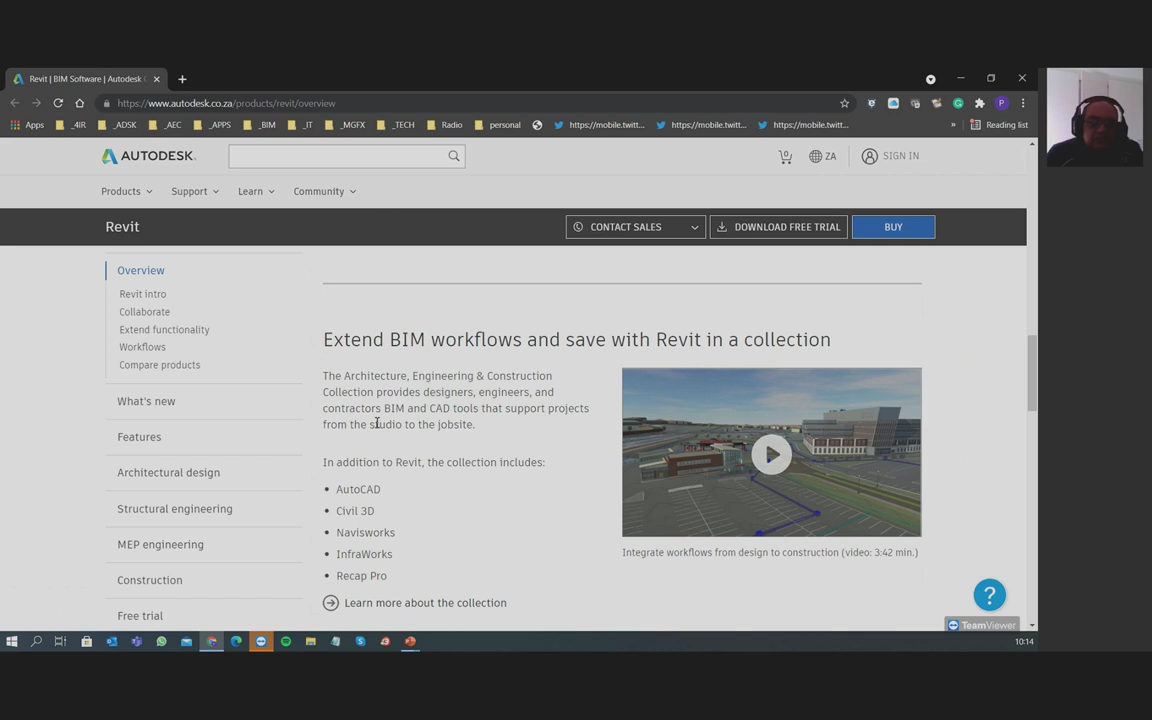 Revit | BIM Software | Autodesk
https://www.autodesk.co.za/products/revit/overview
P
Apps _4IR _ADSK _AEC _APPS _BIM _IT _MGFX _TECH Radio personal https://mobile.twitt... https://mobile.twitt... https://mobile.twitt... » Reading list
AUTODESK.
0
ZA
SIGN IN
Products Support Learn Community
Revit
CONTACT SALES
DOWNLOAD FREE TRIAL
BUY
Overview
Revit intro
Collaborate
Extend functionality
Workflows
Compare products
What's new
Features
Architectural design
Structural engineering
MEP engineering
Construction
Free trial
Extend BIM workflows and save with Revit in a collection
The Architecture, Engineering & Construction
Collection provides designers, engineers, and
contractors BIM and CAD tools that support projects
from the studio to the jobsite.
In addition to Revit, the collection includes:
• AutoCAD
• Civil 3D
• Navisworks
• InfraWorks
• Recap Pro
Learn more about the collection
Integrate workflows from design to construction (video: 3:42 min.)
?
TeamViewer
10:14